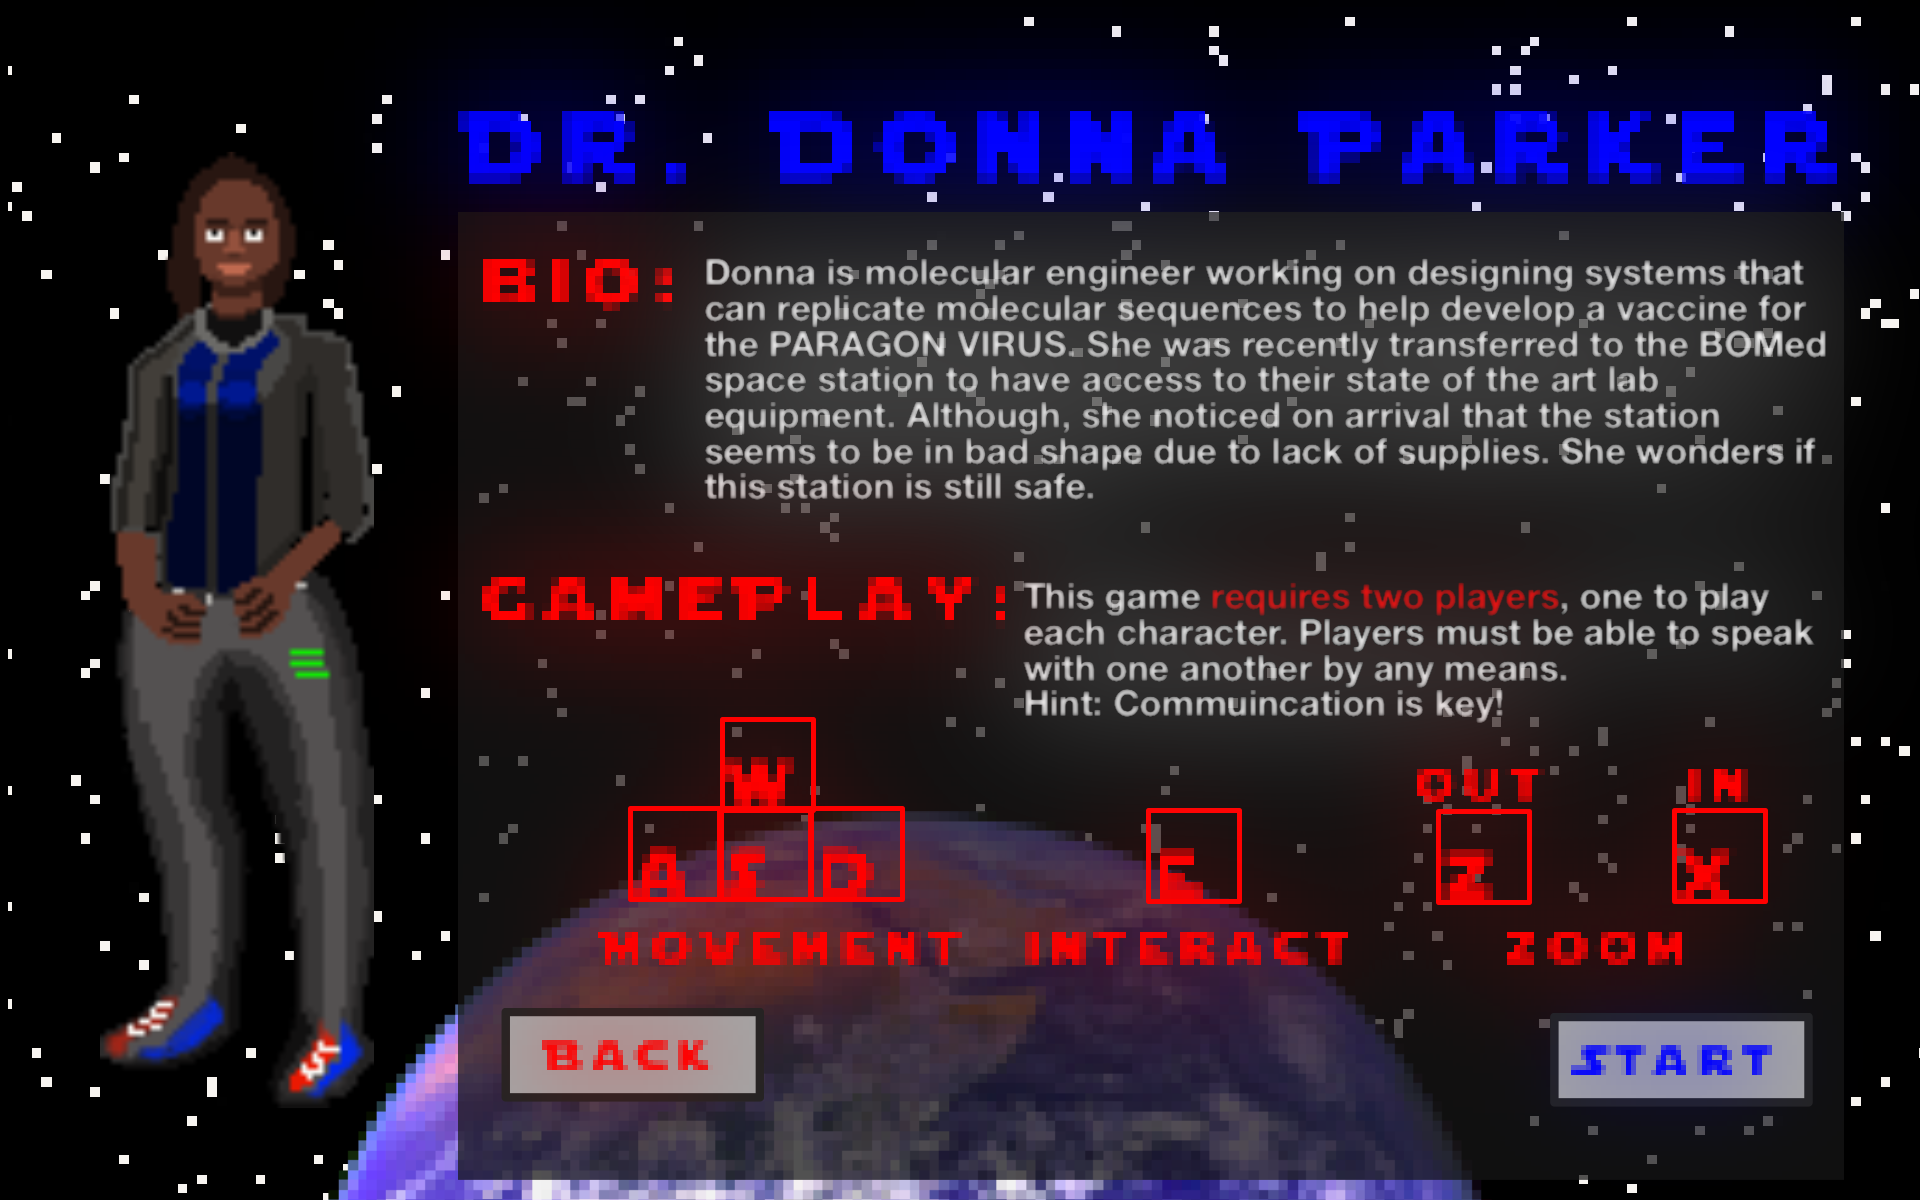 DR. DONNA PARKER
BIO:
Donna is molecular engineer working on designing systems that
can replicate molecular sequences to help develop a vaccine for
the PARAGON VIRUS. She was recently transferred to the BOMed
space station to have access to their state of the art lab
equipment. Although, she noticed on arrival that the station
seems to be in bad shape due to lack of supplies. She wonders if
this station is still safe.
GAMEPLAY:
This game requires two players, one to play
each character. Players must be able to speak
with one another by any means.
Hint: Commuincation is key!
W
A S D
MOVEMENT
E
INTERACT
OUT IN
Z X
ZOOM
BACK
START